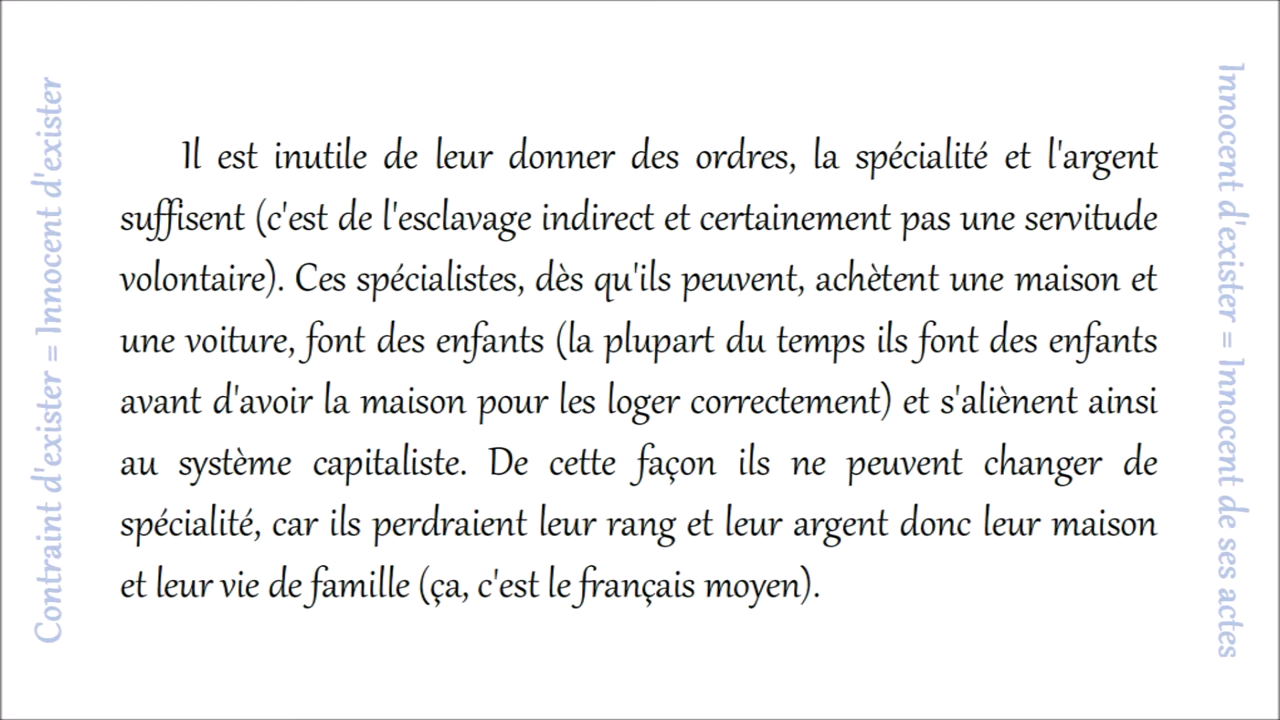 Contraint d'exister = Innocent d'exister
Il est inutile de leur donner des ordres, la spécialité et l'argent
suffisent (c'est de l'esclavage indirect et certainement pas une servitude
volontaire). Ces spécialistes, dès qu'ils peuvent, achètent une maison et
une voiture, font des enfants (la plupart du temps ils font des enfants
avant d'avoir la maison pour les loger correctement) et s'aliènent ainsi
au système capitaliste. De cette façon ils ne peuvent changer de
spécialité, car ils perdraient leur rang et leur argent donc leur maison
et leur vie de famille (ça, c'est le français moyen).
Innocent d'exister = Innocent de ses actes